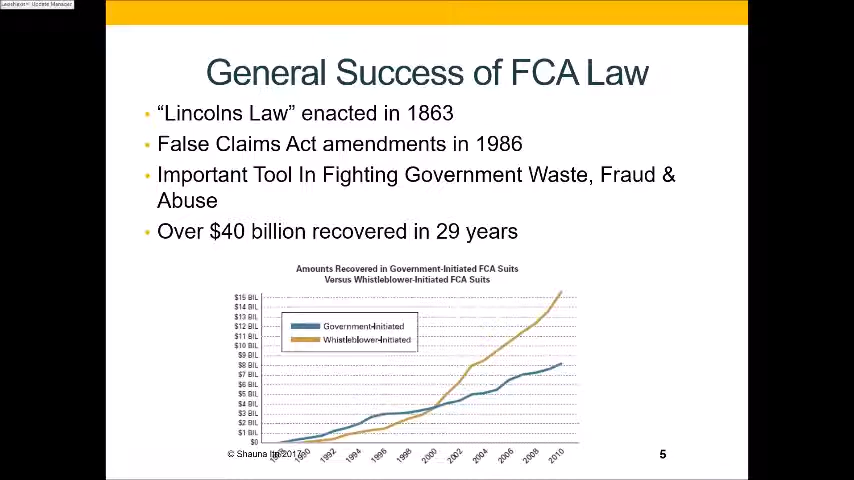 General Success of FCA Law
• “Lincolns Law” enacted in 1863
• False Claims Act amendments in 1986
• Important Tool In Fighting Government Waste, Fraud &
Abuse
• Over $40 billion recovered in 29 years
Amounts Recovered in Government-Initiated FCA Suits
Versus Whistleblower-Initiated FCA Suits
$15 BIL
$14 BIL
$13 BIL
$12 BIL
$11 BIL
$10 BIL
$9 BIL
$8 BIL
$7 BIL
$6 BIL
$5 BIL
$4 BIL
$3 BIL
$2 BIL
$1 BIL
$0
Government-Initiated
Whistleblower-Initiated
1990 1992 1994 1996 1998 2000 2002 2004 2006 2008 2010
© Shauna Itri 2017
5